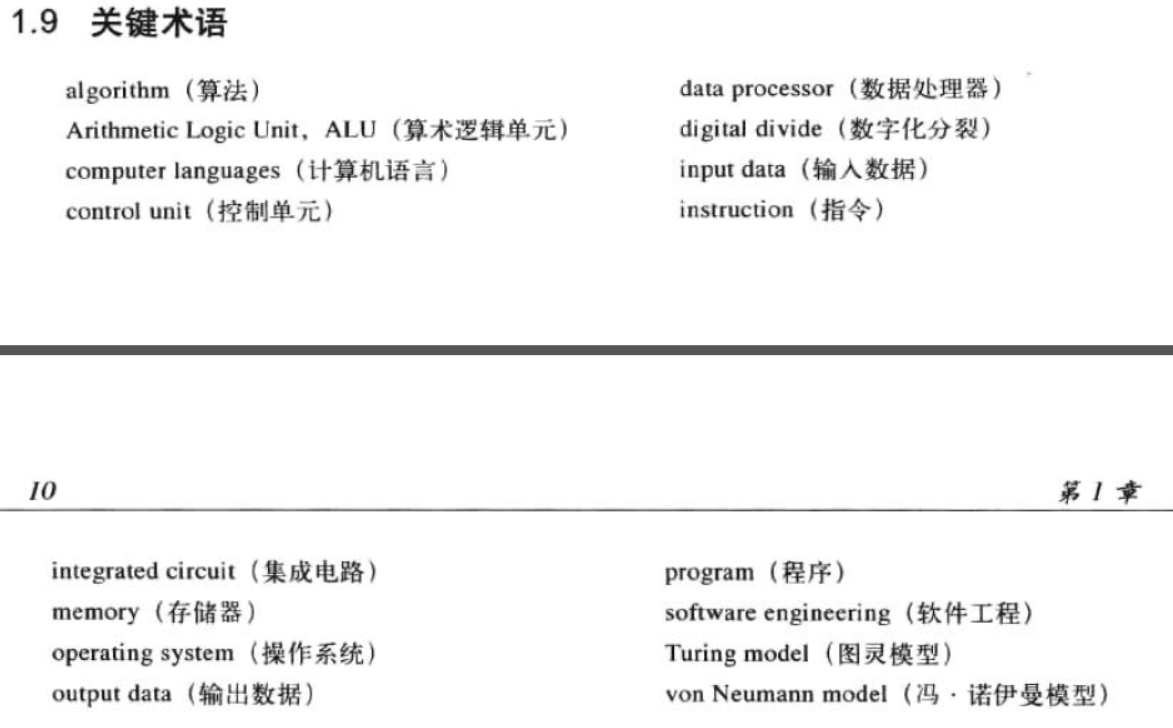 1.9 关键术语
algorithm（算法）
Arithmetic Logic Unit，ALU（算术逻辑单元）
computer languages（计算机语言）
control unit（控制单元）
data processor（数据处理器）
digital divide（数字化分裂）
input data（输入数据）
instruction（指令）
10 第 1 章
integrated circuit（集成电路）
memory（存储器）
operating system（操作系统）
output data（输出数据）
program（程序）
software engineering（软件工程）
Turing model（图灵模型）
von Neumann model（冯·诺伊曼模型）